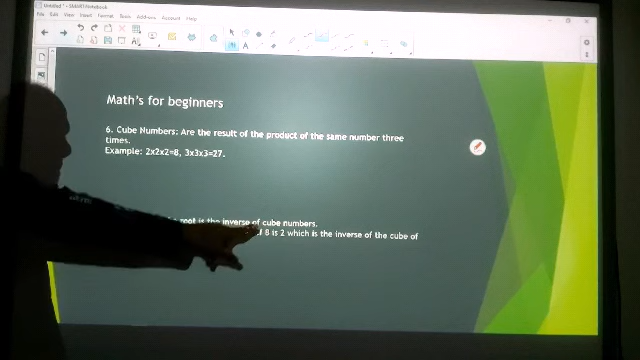 Untitled * - SMART Notebook
File Edit View Insert Format Tools Add-ons Account Help
Math's for beginners
6. Cube Numbers: Are the result of the product of the same number three
times.
Example: 2x2x2=8, 3x3x3=27.
root is the inverse of cube numbers.
8 is 2 which is the inverse of the cube of